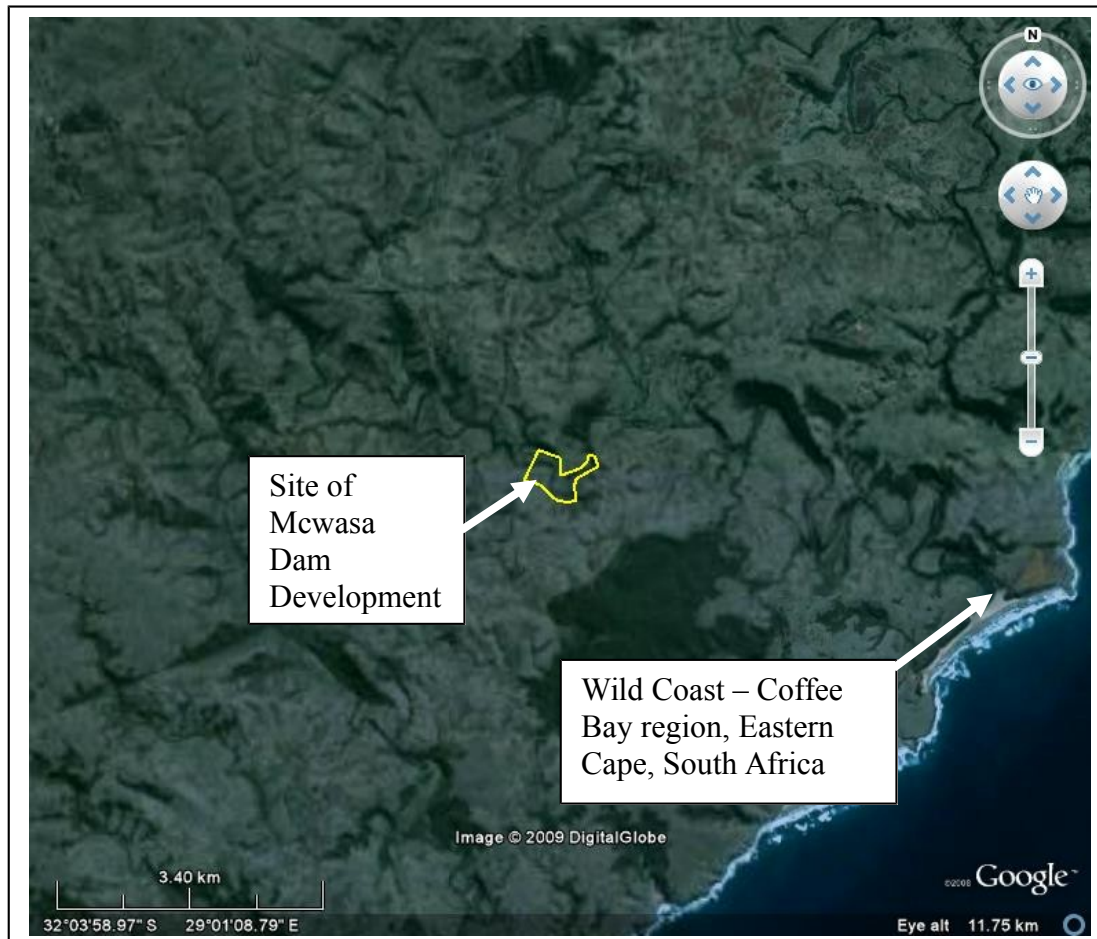 N
Site of
Mcwasa
Dam
Development
Wild Coast – Coffee
Bay region, Eastern
Cape, South Africa
Image © 2009 DigitalGlobe
3.40 km
©2008 Google™
32°03'58.97" S 29°01'08.79" E
Eye alt 11.75 km